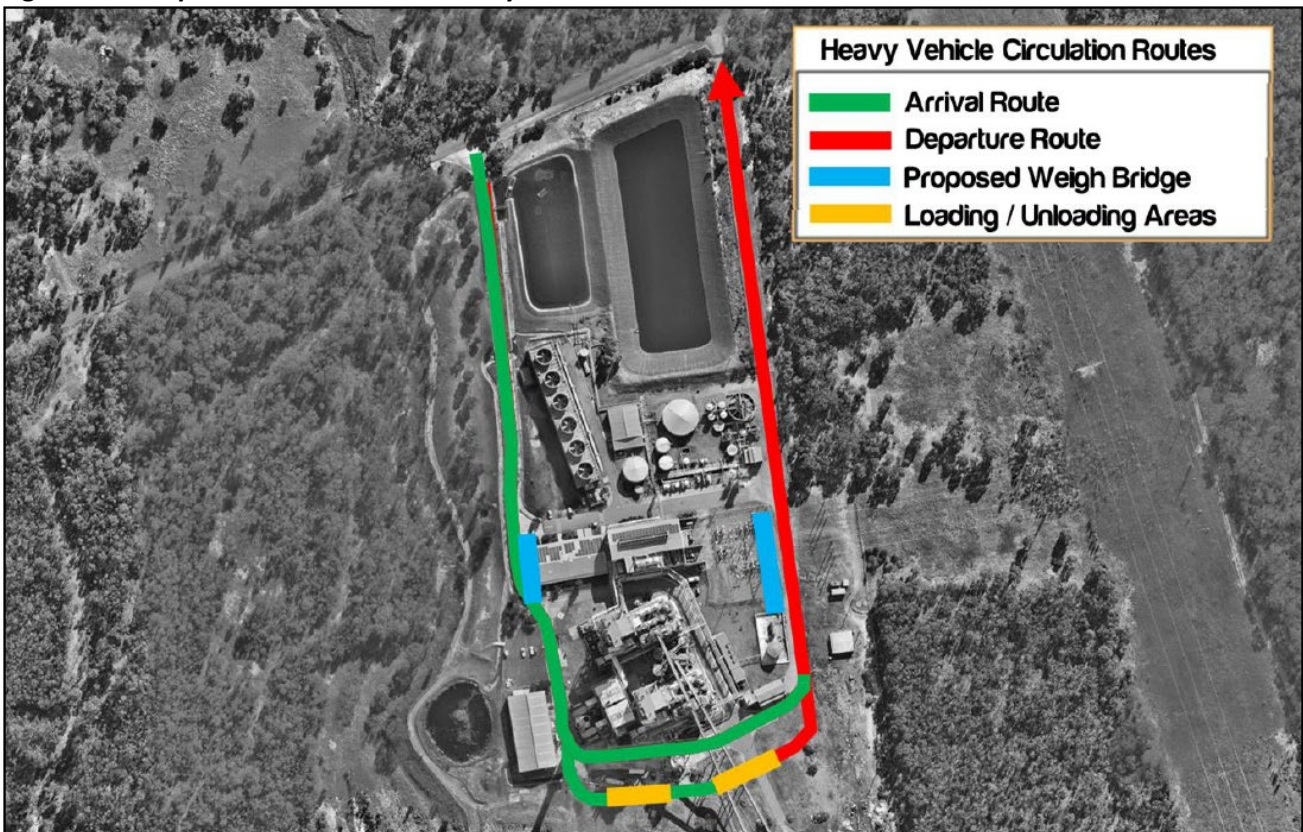 Heavy Vehicle Circulation Routes
Arrival Route
Departure Route
Proposed Weigh Bridge
Loading / Unloading Areas